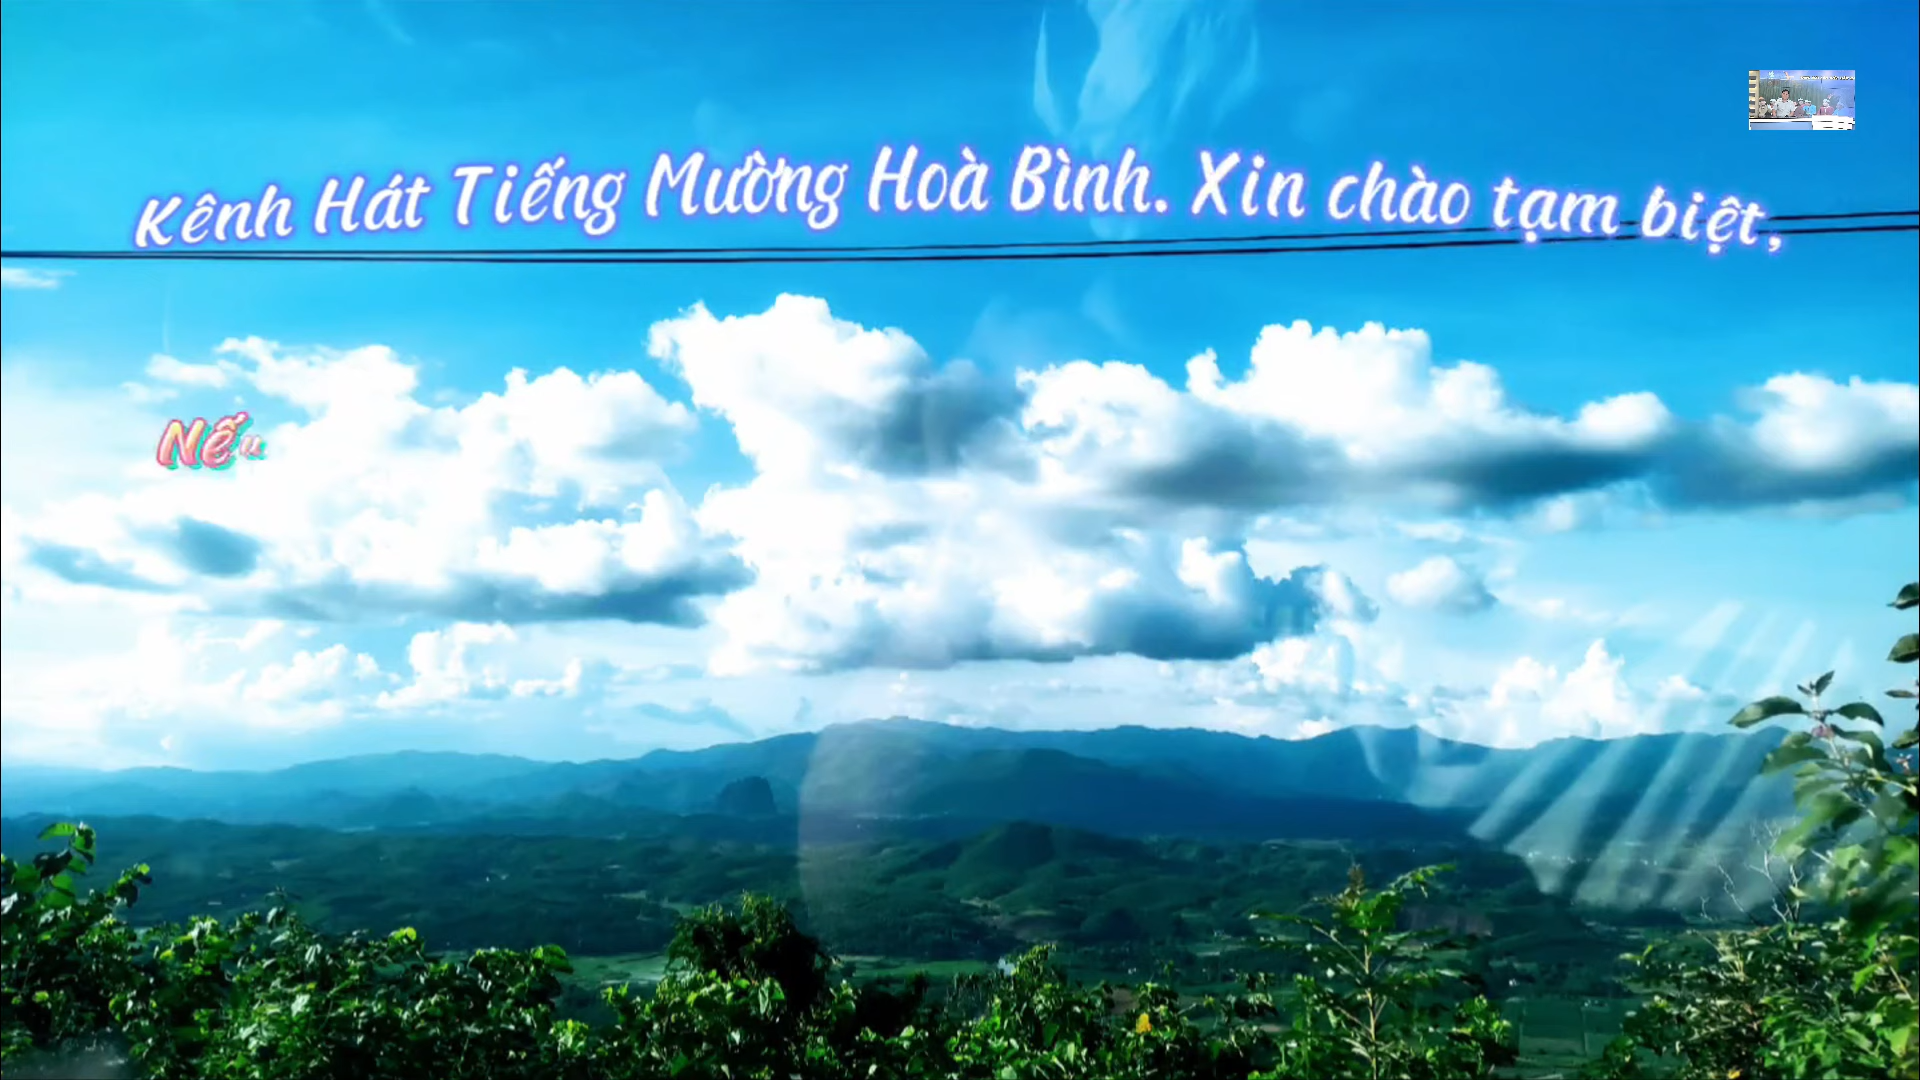 Kênh Hát Tiếng Mường Hoà Bình. Xin chào tạm biệt,
Nếu